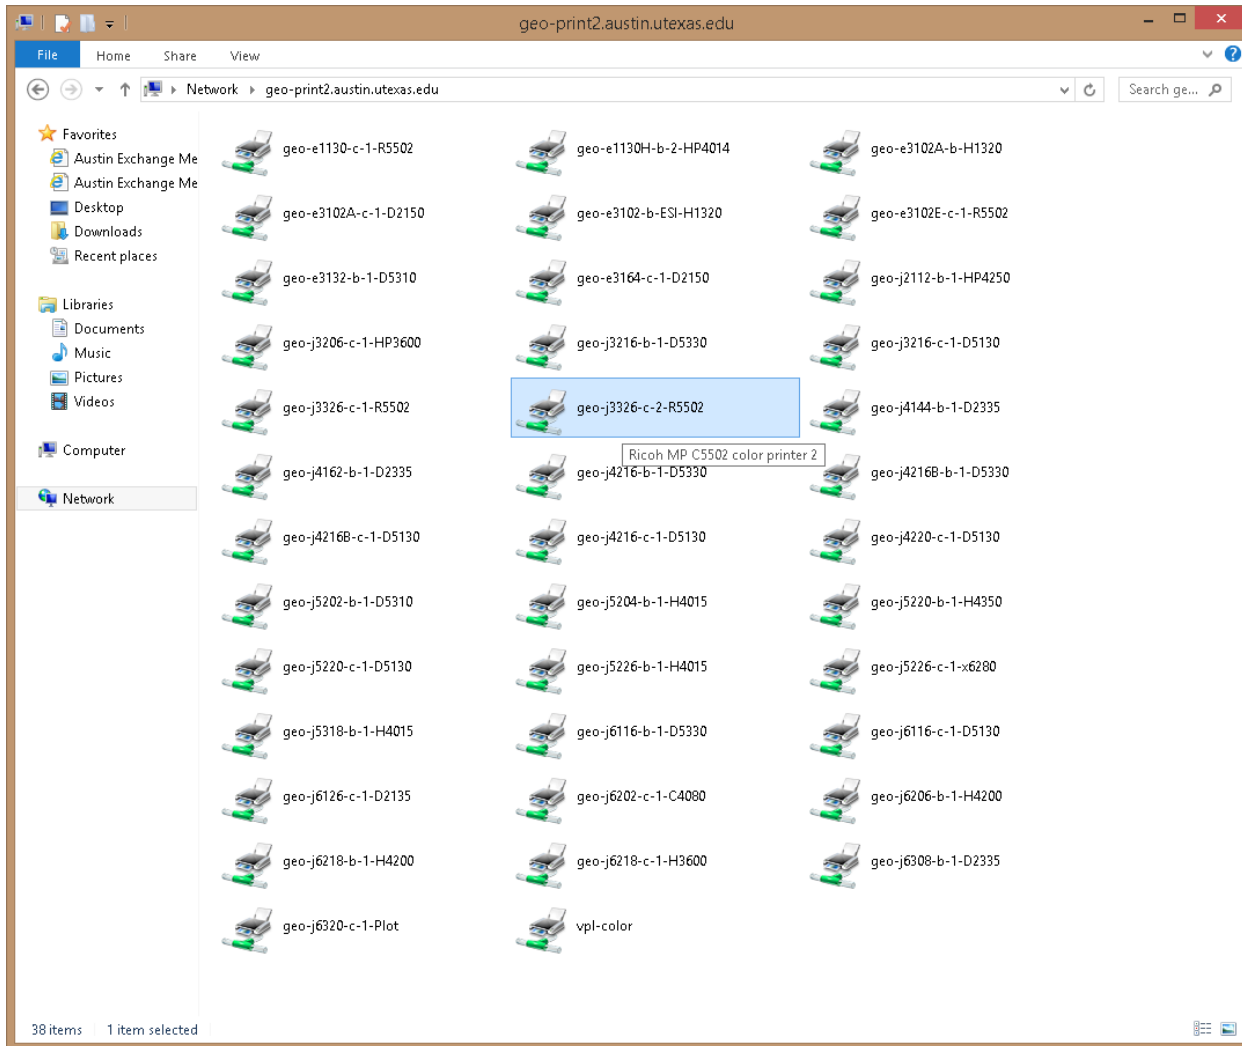 geo-print2.austin.utexas.edu
File Home Share View
Network geo-print2.austin.utexas.edu Search ge...
Favorites
Austin Exchange Me
Austin Exchange Me
Desktop
Downloads
Recent places
Libraries
Documents
Music
Pictures
Videos
Computer
Network
geo-e1130-c-1-R5502 geo-e1130H-b-2-HP4014 geo-e3102A-b-H1320
geo-e3102A-c-1-D2150 geo-e3102-b-ESI-H1320 geo-e3102E-c-1-R5502
geo-e3132-b-1-D5310 geo-e3164-c-1-D2150 geo-j2112-b-1-HP4250
geo-j3206-c-1-HP3600 geo-j3216-b-1-D5330 geo-j3216-c-1-D5130
geo-j3326-c-1-R5502 geo-j3326-c-2-R5502 geo-j4144-b-1-D2335
Ricoh MP C5502 color printer 2
geo-j4162-b-1-D2335 geo-j4216-b-1-D5330 geo-j4216B-b-1-D5330
geo-j4216B-c-1-D5130 geo-j4216-c-1-D5130 geo-j4220-c-1-D5130
geo-j5202-b-1-D5310 geo-j5204-b-1-H4015 geo-j5220-b-1-H4350
geo-j5220-c-1-D5130 geo-j5226-b-1-H4015 geo-j5226-c-1-x6280
geo-j5318-b-1-H4015 geo-j6116-b-1-D5330 geo-j6116-c-1-D5130
geo-j6126-c-1-D2135 geo-j6202-c-1-C4080 geo-j6206-b-1-H4200
geo-j6218-b-1-H4200 geo-j6218-c-1-H3600 geo-j6308-b-1-D2335
geo-j6320-c-1-Plot vpl-color
38 items 1 item selected